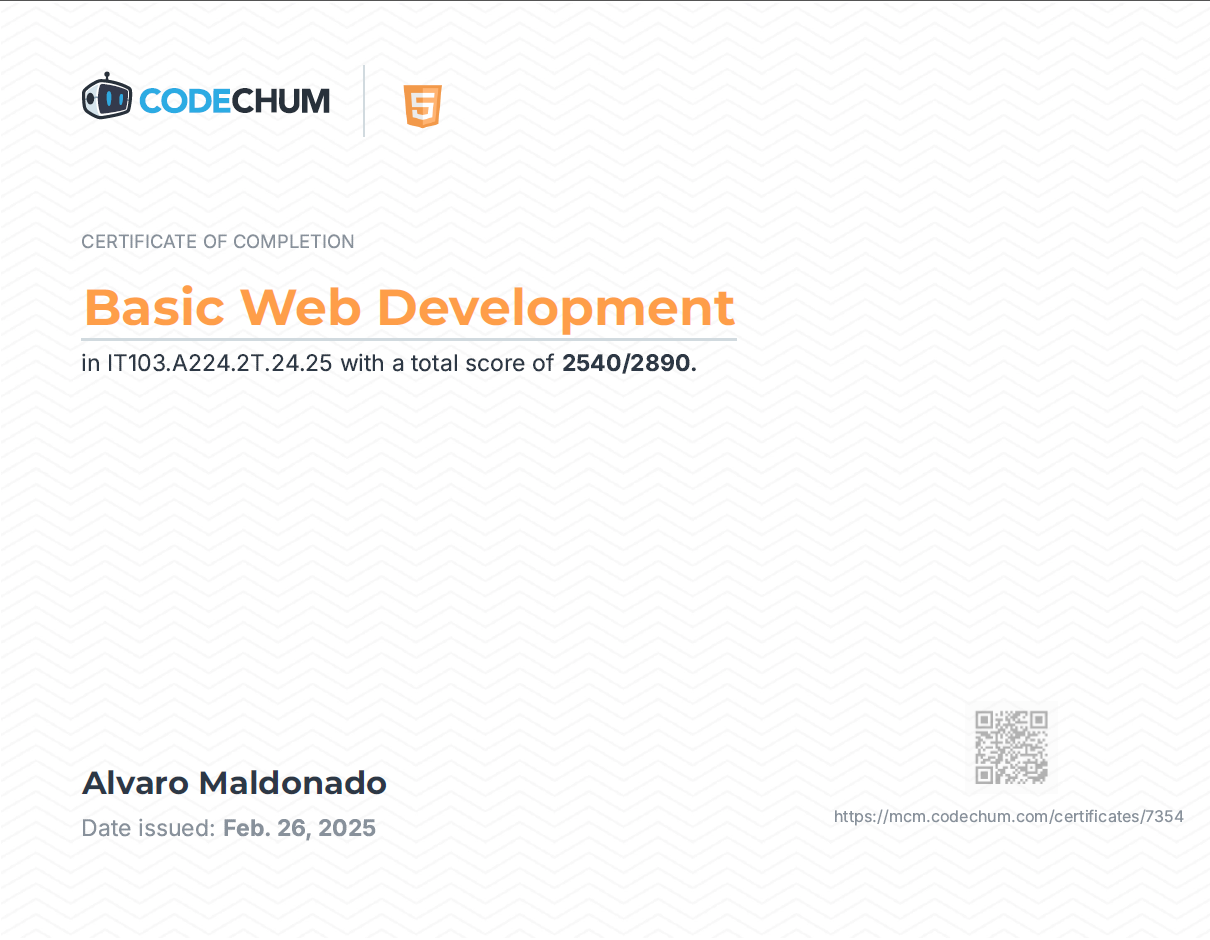 CODECHUM
5
CERTIFICATE OF COMPLETION
Basic Web Development
in IT103.A224.2T.24.25 with a total score of 2540/2890.
Alvaro Maldonado
Date issued: Feb. 26, 2025
https://mcm.codechum.com/certificates/7354